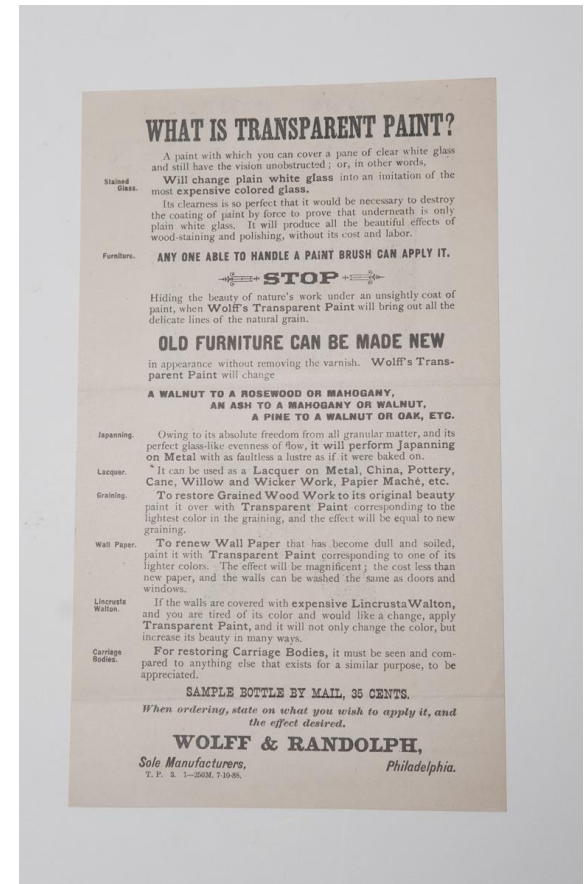 WHAT IS TRANSPARENT PAINT?
A paint with which you can cover a pane of clear white glass
and still have the vision unobstructed; or, in other words,
Stained Glass.
Will change plain white glass into an imitation of the
most expensive colored glass.
Its clearness is so perfect that it would be necessary to destroy
the coating of paint by force to prove that underneath is only
plain white glass. It will produce all the beautiful effects of
wood-staining and polishing, without its cost and labor.
Furniture. ANY ONE ABLE TO HANDLE A PAINT BRUSH CAN APPLY IT.
STOP
Hiding the beauty of nature's work under an unsightly coat of
paint, when Wolff's Transparent Paint will bring out all the
delicate lines of the natural grain.
OLD FURNITURE CAN BE MADE NEW
in appearance without removing the varnish. Wolff's Trans-
parent Paint will change
A WALNUT TO A ROSEWOOD OR MAHOGANY,
AN ASH TO A MAHOGANY OR WALNUT,
A PINE TO A WALNUT OR OAK, ETC.
Japanning. Owing to its absolute freedom from all granular matter, and its
perfect glass-like evenness of flow, it will perform Japanning
on Metal with as faultless a lustre as if it were baked on.
Lacquer. It can be used as a Lacquer on Metal, China, Pottery,
Cane, Willow and Wicker Work, Papier Maché, etc.
Graining. To restore Grained Wood Work to its original beauty
paint it over with Transparent Paint corresponding to the
lightest color in the graining, and the effect will be equal to new
graining.
Wall Paper. To renew Wall Paper that has become dull and soiled,
paint it with Transparent Paint corresponding to one of its
lighter colors. The effect will be magnificent; the cost less than
new paper, and the walls can be washed the same as doors and
windows.
Lincrusta Walton.
If the walls are covered with expensive Lincrusta Walton,
and you are tired of its color and would like a change, apply
Transparent Paint, and it will not only change the color, but
increase its beauty in many ways.
Carriage Bodies.
For restoring Carriage Bodies, it must be seen and com-
pared to anything else that exists for a similar purpose, to be
appreciated.
SAMPLE BOTTLE BY MAIL, 35 CENTS.
When ordering, state on what you wish to apply it, and
the effect desired.
WOLFF & RANDOLPH,
Sole Manufacturers, Philadelphia.
T. P. 3. 1—250M. 7-10-88.